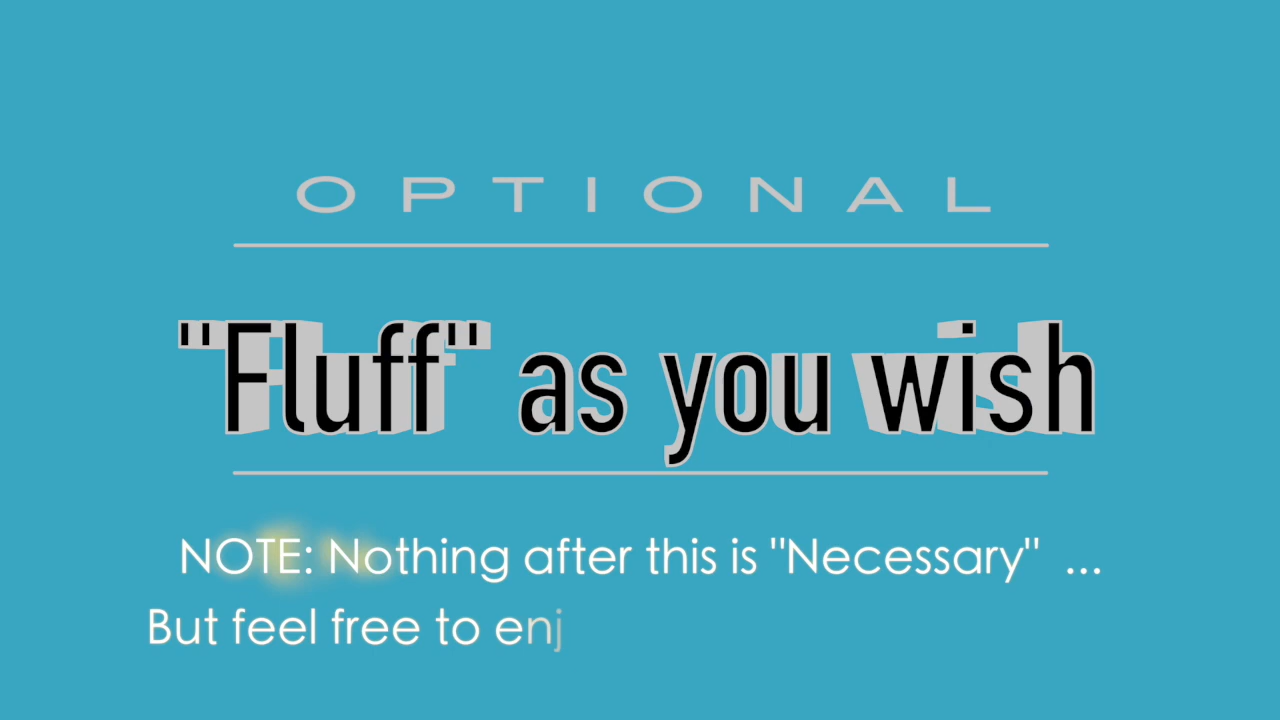 OPTIONAL
"Fluff" as you wish
NOTE: Nothing after this is "Necessary" ...
But feel free to enj